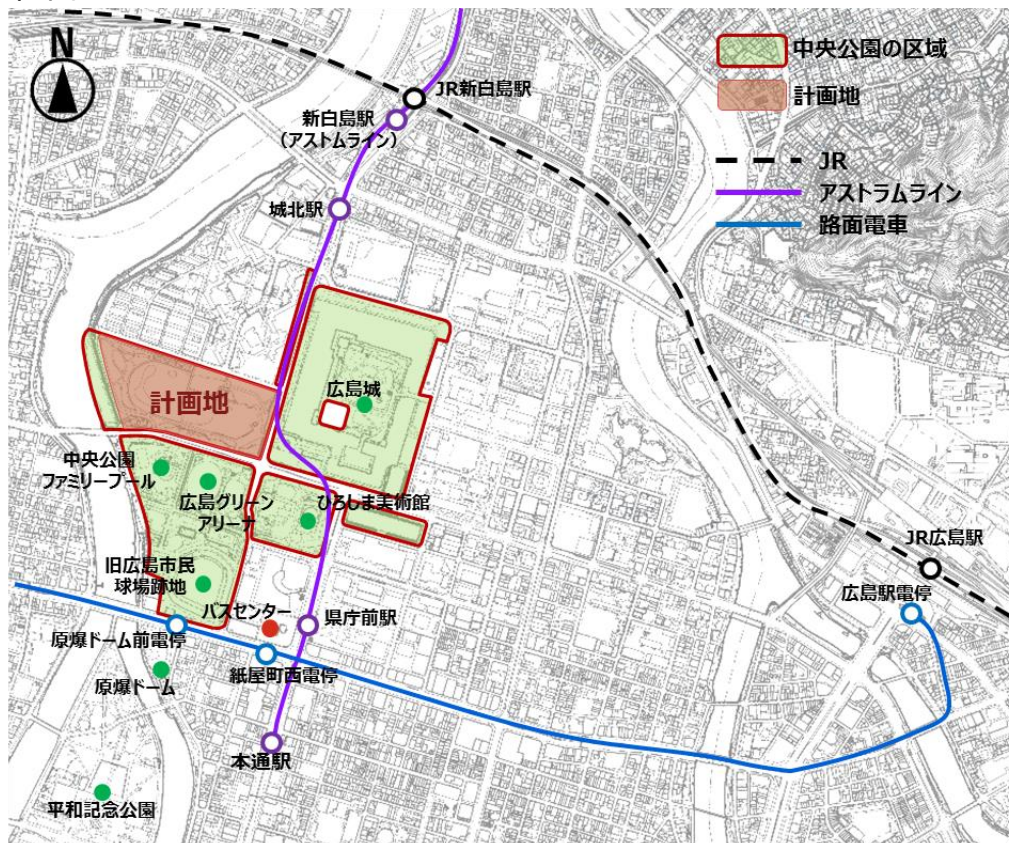 N
中央公園の区域
計画地
JR
アストラムライン
路面電車
JR新白島駅
新白島駅
（アストムライン）
城北駅
計画地
広島城
中央公園
ファミリープール
広島グリーン
アリーナ
ひろしま美術館
旧広島市民
球場跡地
バスセンター
県庁前駅
JR広島駅
広島駅電停
原爆ドーム前電停
紙屋町西電停
原爆ドーム
本通駅
平和記念公園